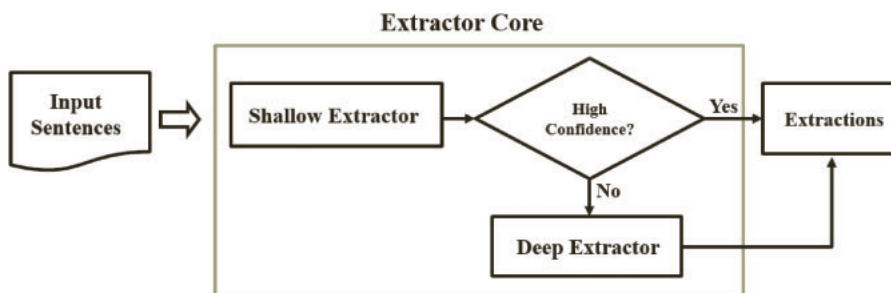 Extractor Core
Input
Sentences
Shallow Extractor
High
Confidence?
Yes
Extractions
No
Deep Extractor